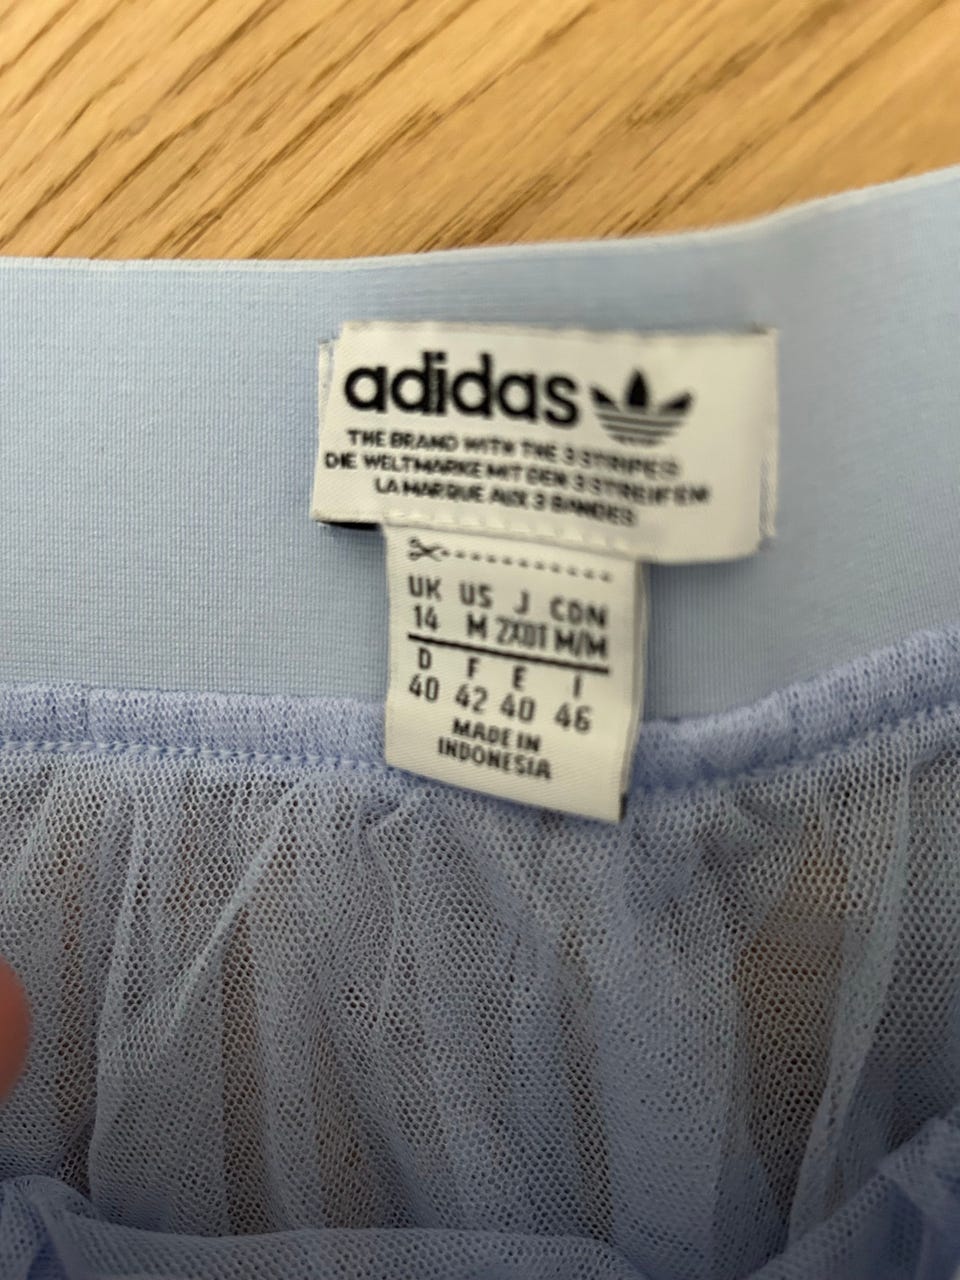 adidas
THE BRAND WITH THE 3 STRIPES
DIE WELTMARKE MIT DEN 3 STREIFEN
LA MARQUE AUX 3 BANDES
UK US J CDN
14 M 2XOT M/M
D F E I
40 42 40 46
MADE IN
INDONESIA